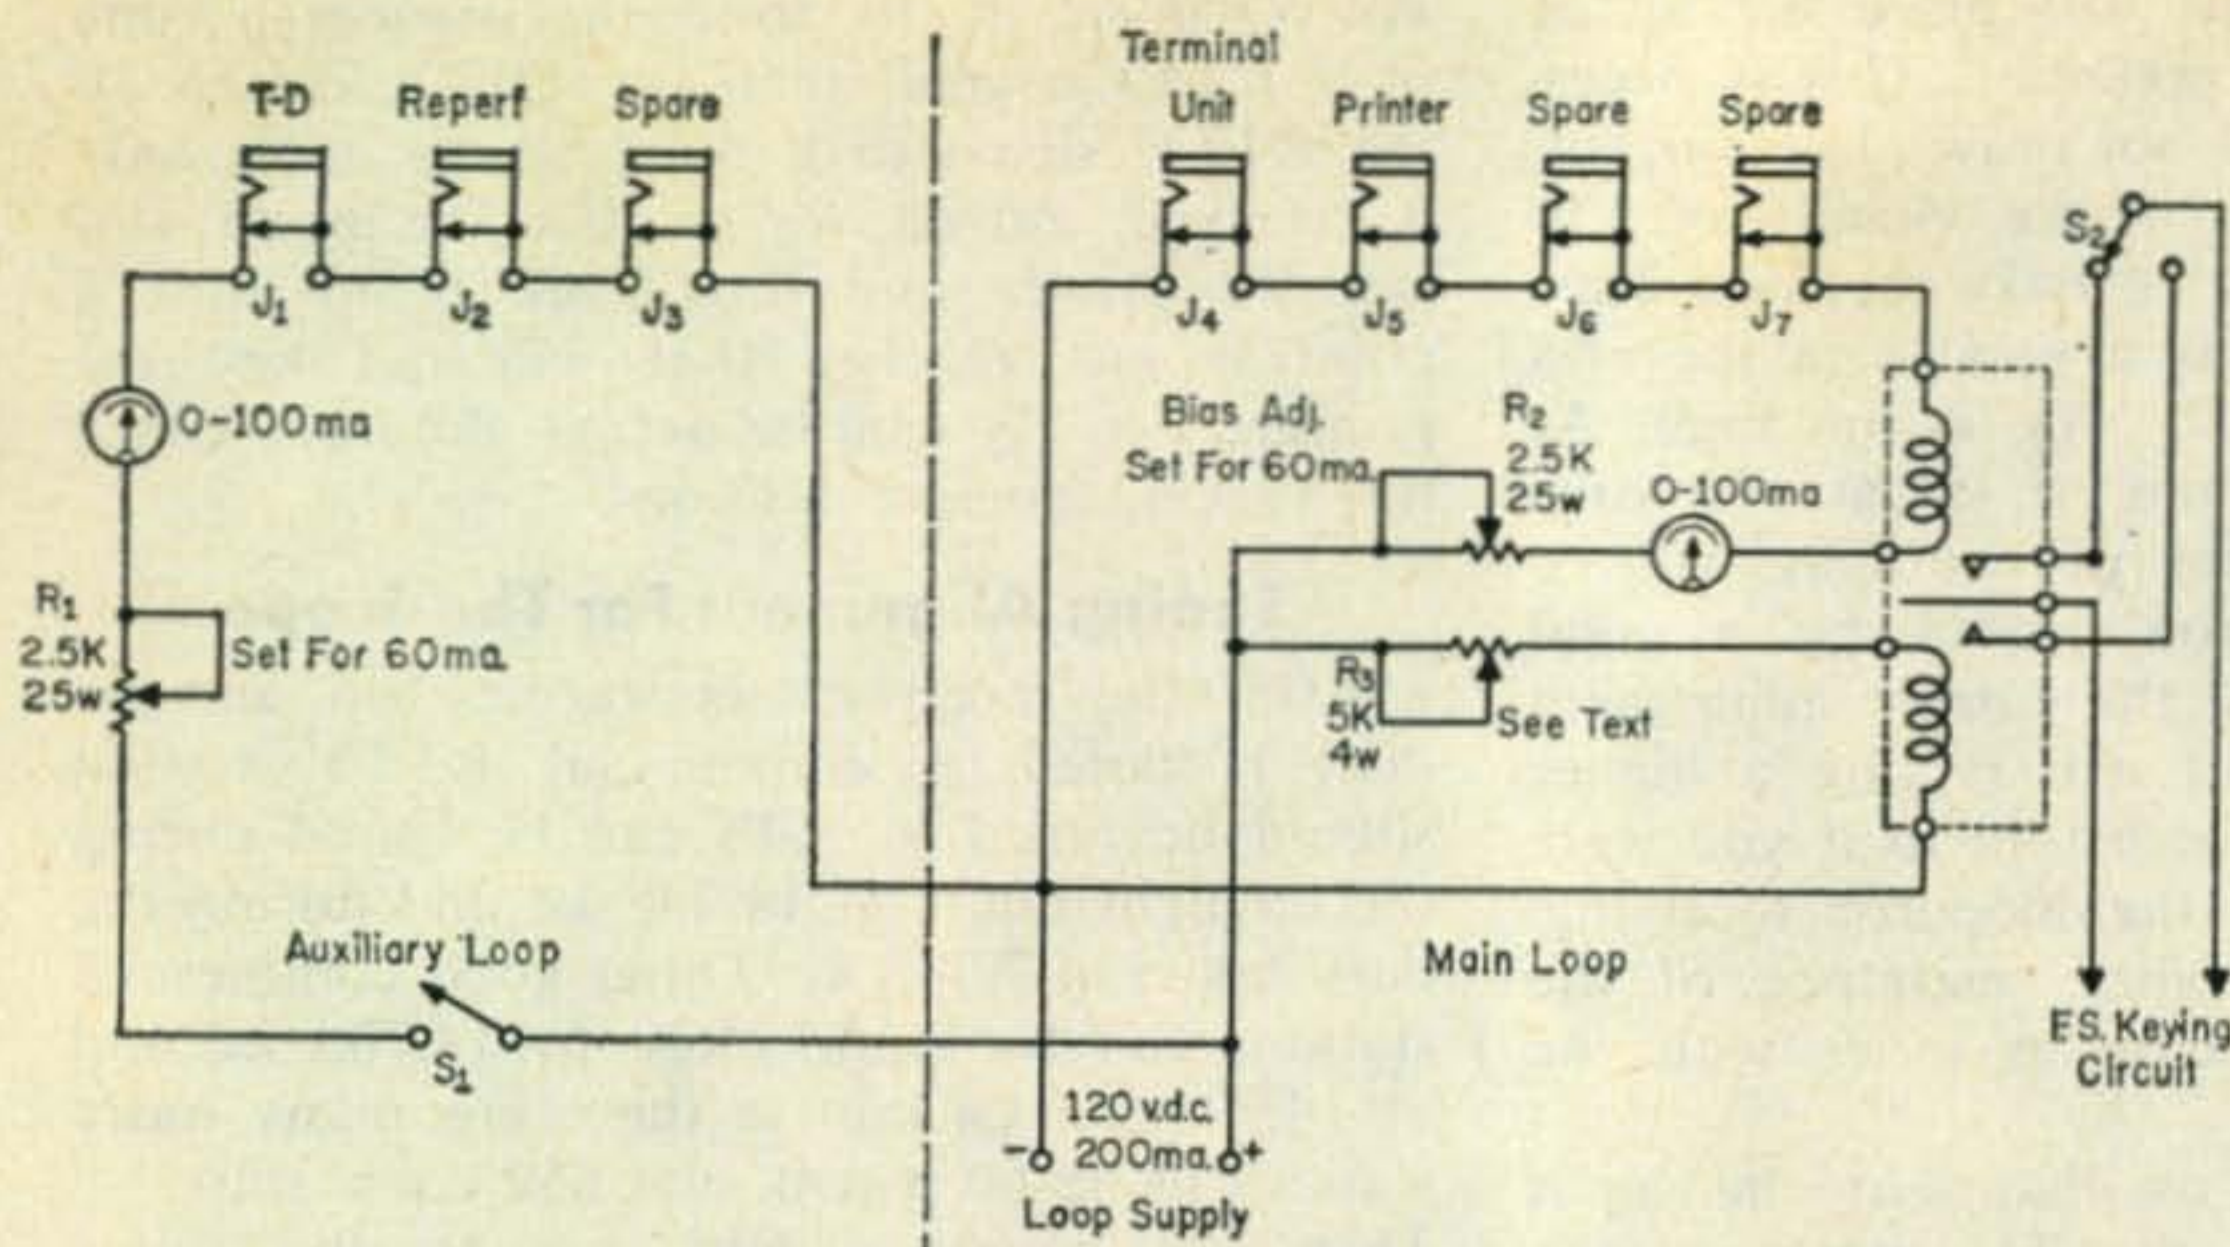 T-D
Reperf
Spare
J1
J2
J3
0-100ma
R1
2.5K
25w
Set For 60ma
Auxiliary Loop
S1
Terminal
Unit
Printer
Spare
Spare
J4
J5
J6
J7
S2
Bias Adj.
Set For 60ma
R2
2.5K
25w
0-100ma
R3
5K
4w
See Text
Main Loop
F.S. Keying
Circuit
120 v.d.c.
- 200ma. +
Loop Supply